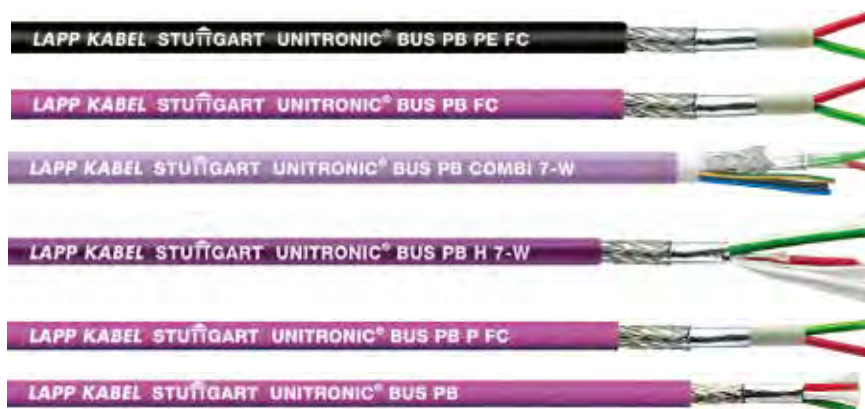 LAPP KABEL STUTTGART UNITRONIC® BUS PB PE FC
LAPP KABEL STUTTGART UNITRONIC® BUS PB FC
LAPP KABEL STUTTGART UNITRONIC® BUS PB COMBI 7-W
LAPP KABEL STUTTGART UNITRONIC® BUS PB H 7-W
LAPP KABEL STUTTGART UNITRONIC® BUS PB P FC
LAPP KABEL STUTTGART UNITRONIC® BUS PB